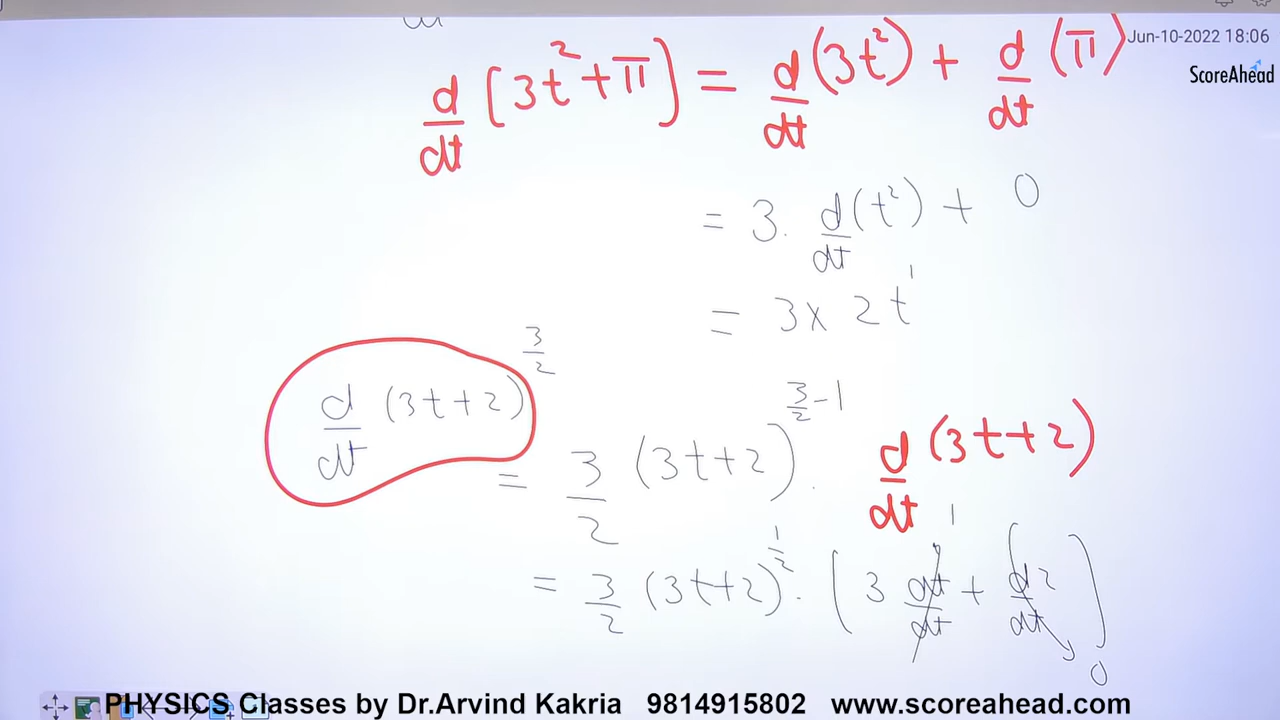 Jun-10-2022 18:06
ScoreAhead
d/dt [3t² + π] = d/dt (3t²) + d/dt (π)
= 3. d/dt (t²) + 0
= 3 x 2t¹
d/dt (3t+2)^(3/2)
= 3/2 (3t+2)^(3/2 - 1) . d/dt (3t+2)
= 3/2 (3t+2)^(1/2) . (3 dt/dt + d2/dt)
1
0
PHYSICS Classes by Dr.Arvind Kakria 9814915802 www.scoreahead.com